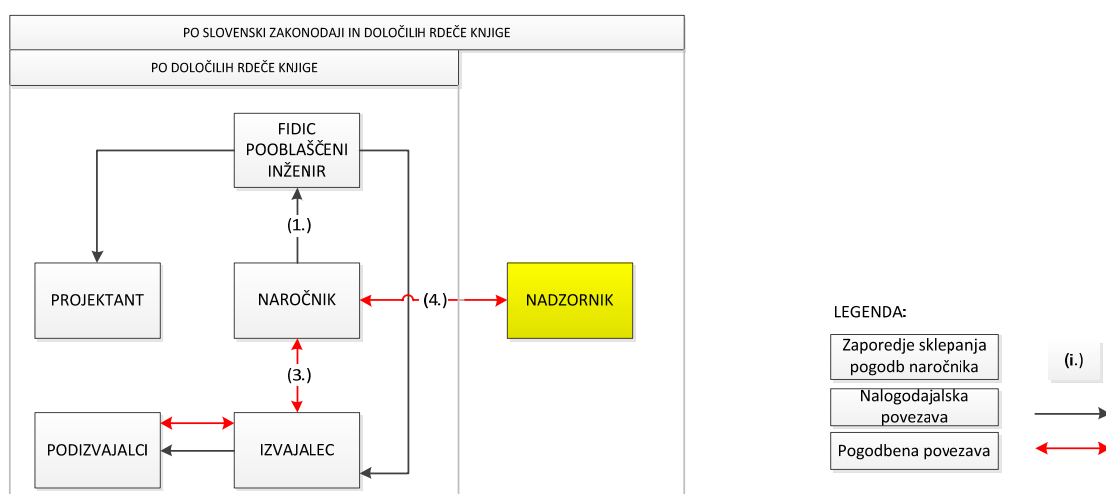 PO SLOVENSKI ZAKONODAJI IN DOLOČILIH RDEČE KNJIGE
PO DOLOČILIH RDEČE KNJIGE
FIDIC
POOBLAŠČENI
INŽENIR
(1.)
PROJEKTANT
NAROČNIK
(4.)
NADZORNIK
(3.)
PODIZVAJALCI
IZVAJALEC
LEGENDA:
Zaporedje sklepanja
pogodb naročnika
(i.)
Nalogodajalska
povezava
Pogodbena povezava